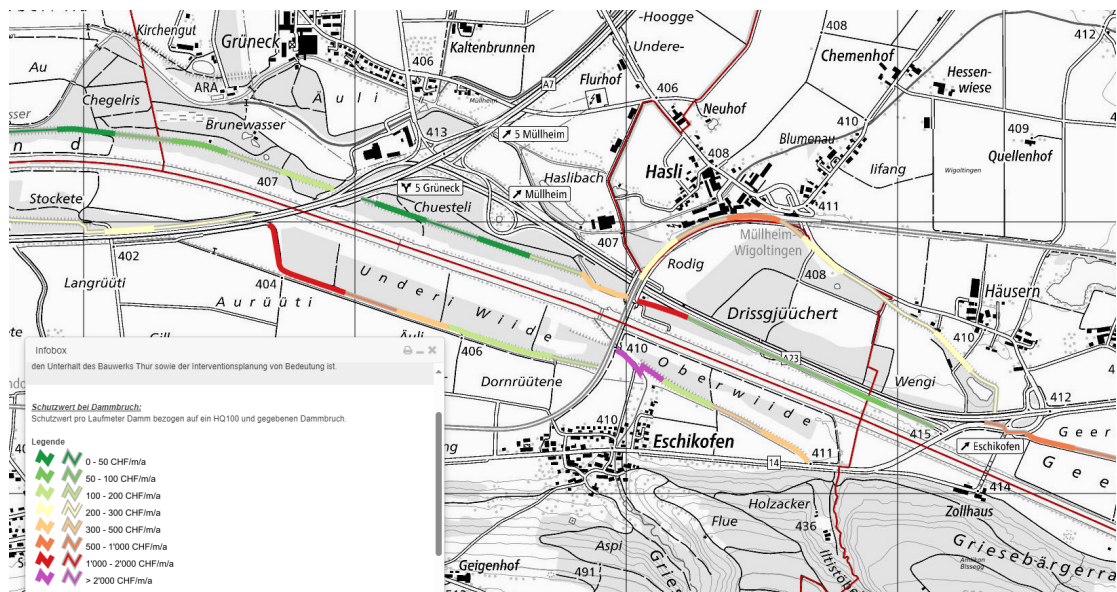 Kirchengut
Grüneck
Kaltenbrunnen
-Hoogge
408
412
Undere-
Chemenhof
Au
406
A7
Flurhof
Hessen-
wiese
ARA
Äuli
Müllheim
406
Neuhof
Chegelris
Brunewasser
413
5 Müllheim
Blumenau
410
409
Quellenhof
nd
Hasli
408
Iifang
Wigoltingen
407
5 Grüneck
Müllheim
Haslibach
Stockete
Chuesteli
411
407
Müllheim-
Wigoltingen
402
Rodig
408
Langrüüti
404
Underi Wiide
Häusern
Aurüüti
Drissgjüüchert
410
Äuli
406
410
A23
Oberwiide
Wengi
412
Dornrüütene
415
Geer
410
Eschikofen
Eschikofen
14
411
414
Zollhaus
Holzacker
436
Flue
Aspi
Iltistöb
Griesebärgerra
Amlikon
Bissegg
491
Geigenhof
Infobox
den Unterhalt des Bauwerks Thur sowie der Interventionsplanung von Bedeutung ist.
Schutzwert bei Dammbruch:
Schutzwert pro Laufmeter Damm bezogen auf ein HQ100 und gegebenen Dammbruch.
Legende
0 - 50 CHF/m/a
50 - 100 CHF/m/a
100 - 200 CHF/m/a
200 - 300 CHF/m/a
300 - 500 CHF/m/a
500 - 1'000 CHF/m/a
1'000 - 2'000 CHF/m/a
> 2'000 CHF/m/a